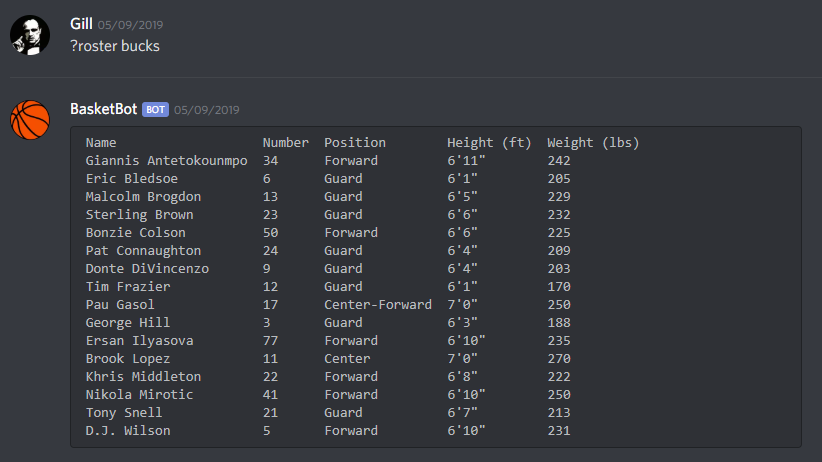 Gill 05/09/2019
?roster bucks
BasketBot BOT 05/09/2019
Name Number Position Height (ft) Weight (lbs)
Giannis Antetokounmpo 34 Forward 6'11" 242
Eric Bledsoe 6 Guard 6'1" 205
Malcolm Brogdon 13 Guard 6'5" 229
Sterling Brown 23 Guard 6'6" 232
Bonzie Colson 50 Forward 6'6" 225
Pat Connaughton 24 Guard 6'4" 209
Donte DiVincenzo 9 Guard 6'4" 203
Tim Frazier 12 Guard 6'1" 170
Pau Gasol 17 Center-Forward 7'0" 250
George Hill 3 Guard 6'3" 188
Ersan Ilyasova 77 Forward 6'10" 235
Brook Lopez 11 Center 7'0" 270
Khris Middleton 22 Forward 6'8" 222
Nikola Mirotic 41 Forward 6'10" 250
Tony Snell 21 Guard 6'7" 213
D.J. Wilson 5 Forward 6'10" 231